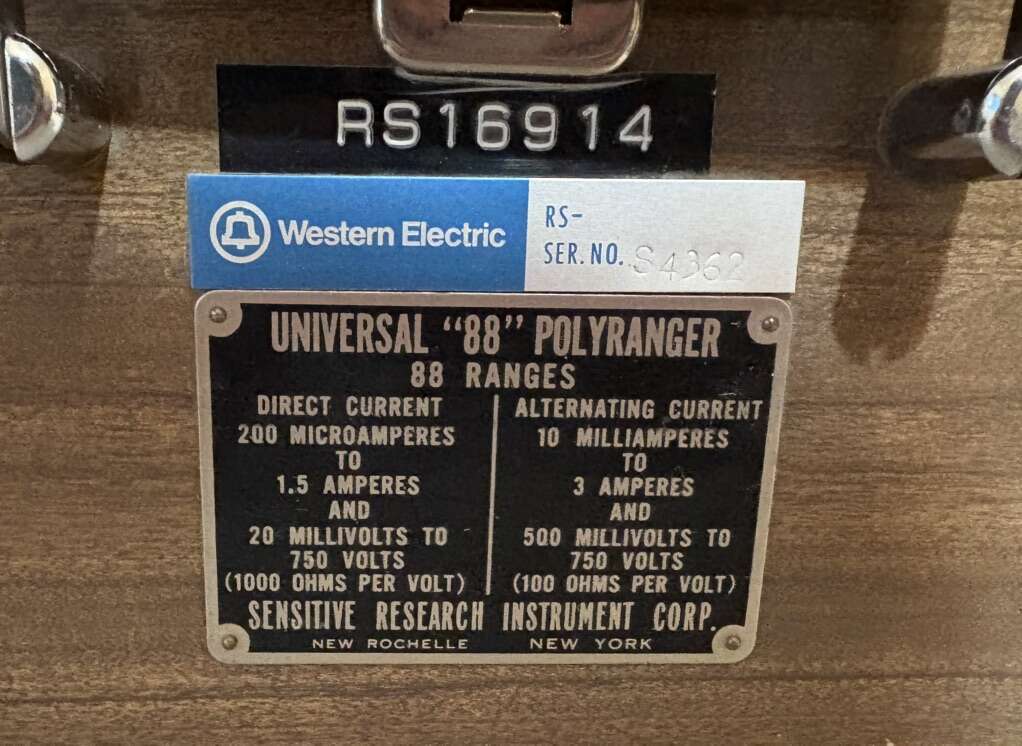 RS16914
Western Electric
RS-
SER. NO. S4362
UNIVERSAL "88" POLYRANGER
88 RANGES
DIRECT CURRENT
200 MICROAMPERES
TO
1.5 AMPERES
AND
20 MILLIVOLTS TO
750 VOLTS
(1000 OHMS PER VOLT)
ALTERNATING CURRENT
10 MILLIAMPERES
TO
3 AMPERES
AND
500 MILLIVOLTS TO
750 VOLTS
(100 OHMS PER VOLT)
SENSITIVE RESEARCH INSTRUMENT CORP.
NEW ROCHELLE NEW YORK